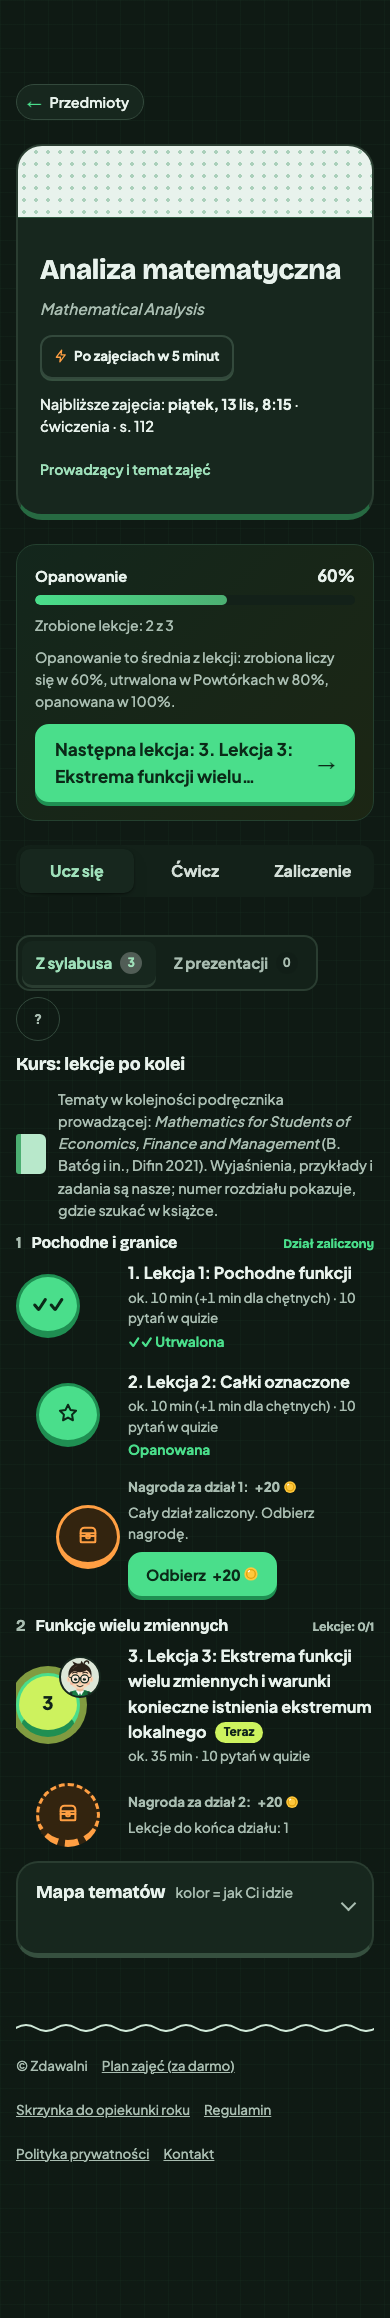 ← Przedmioty
Analiza matematyczna
Mathematical Analysis
Po zajęciach w 5 minut
Najbliższe zajęcia: piątek, 13 lis, 8:15 ·
ćwiczenia · s. 112
Prowadzący i temat zajęć
Opanowanie 60%
Zrobione lekcje: 2 z 3
Opanowanie to średnia z lekcji: zrobiona liczy
się w 60%, utrwalona w Powtórkach w 80%,
opanowana w 100%.
Następna lekcja: 3. Lekcja 3:
Ekstrema funkcji wielu… →
Ucz się Ćwicz Zaliczenie
Z sylabusa 3 Z prezentacji 0
?
Kurs: lekcje po kolei
Tematy w kolejności podręcznika
prowadzącej: Mathematics for Students of
Economics, Finance and Management (B.
Batóg i in., Difin 2021). Wyjaśnienia, przykłady i
zadania są nasze; numer rozdziału pokazuje,
gdzie szukać w książce.
1 Pochodne i granice Dział zaliczony
1. Lekcja 1: Pochodne funkcji
ok. 10 min (+1 min dla chętnych) · 10
pytań w quizie
✓✓ Utrwalona
2. Lekcja 2: Całki oznaczone
ok. 10 min (+1 min dla chętnych) · 10
pytań w quizie
Opanowana
Nagroda za dział 1: +20
Cały dział zaliczony. Odbierz
nagrodę.
Odbierz +20
2 Funkcje wielu zmiennych Lekcje: 0/1
3
3. Lekcja 3: Ekstrema funkcji
wielu zmiennych i warunki
konieczne istnienia ekstremum
lokalnego Teraz
ok. 35 min · 10 pytań w quizie
Nagroda za dział 2: +20
Lekcje do końca działu: 1
Mapa tematów kolor = jak Ci idzie
© Zdawalni Plan zajęć (za darmo)
Skrzynka do opiekunki roku Regulamin
Polityka prywatności Kontakt